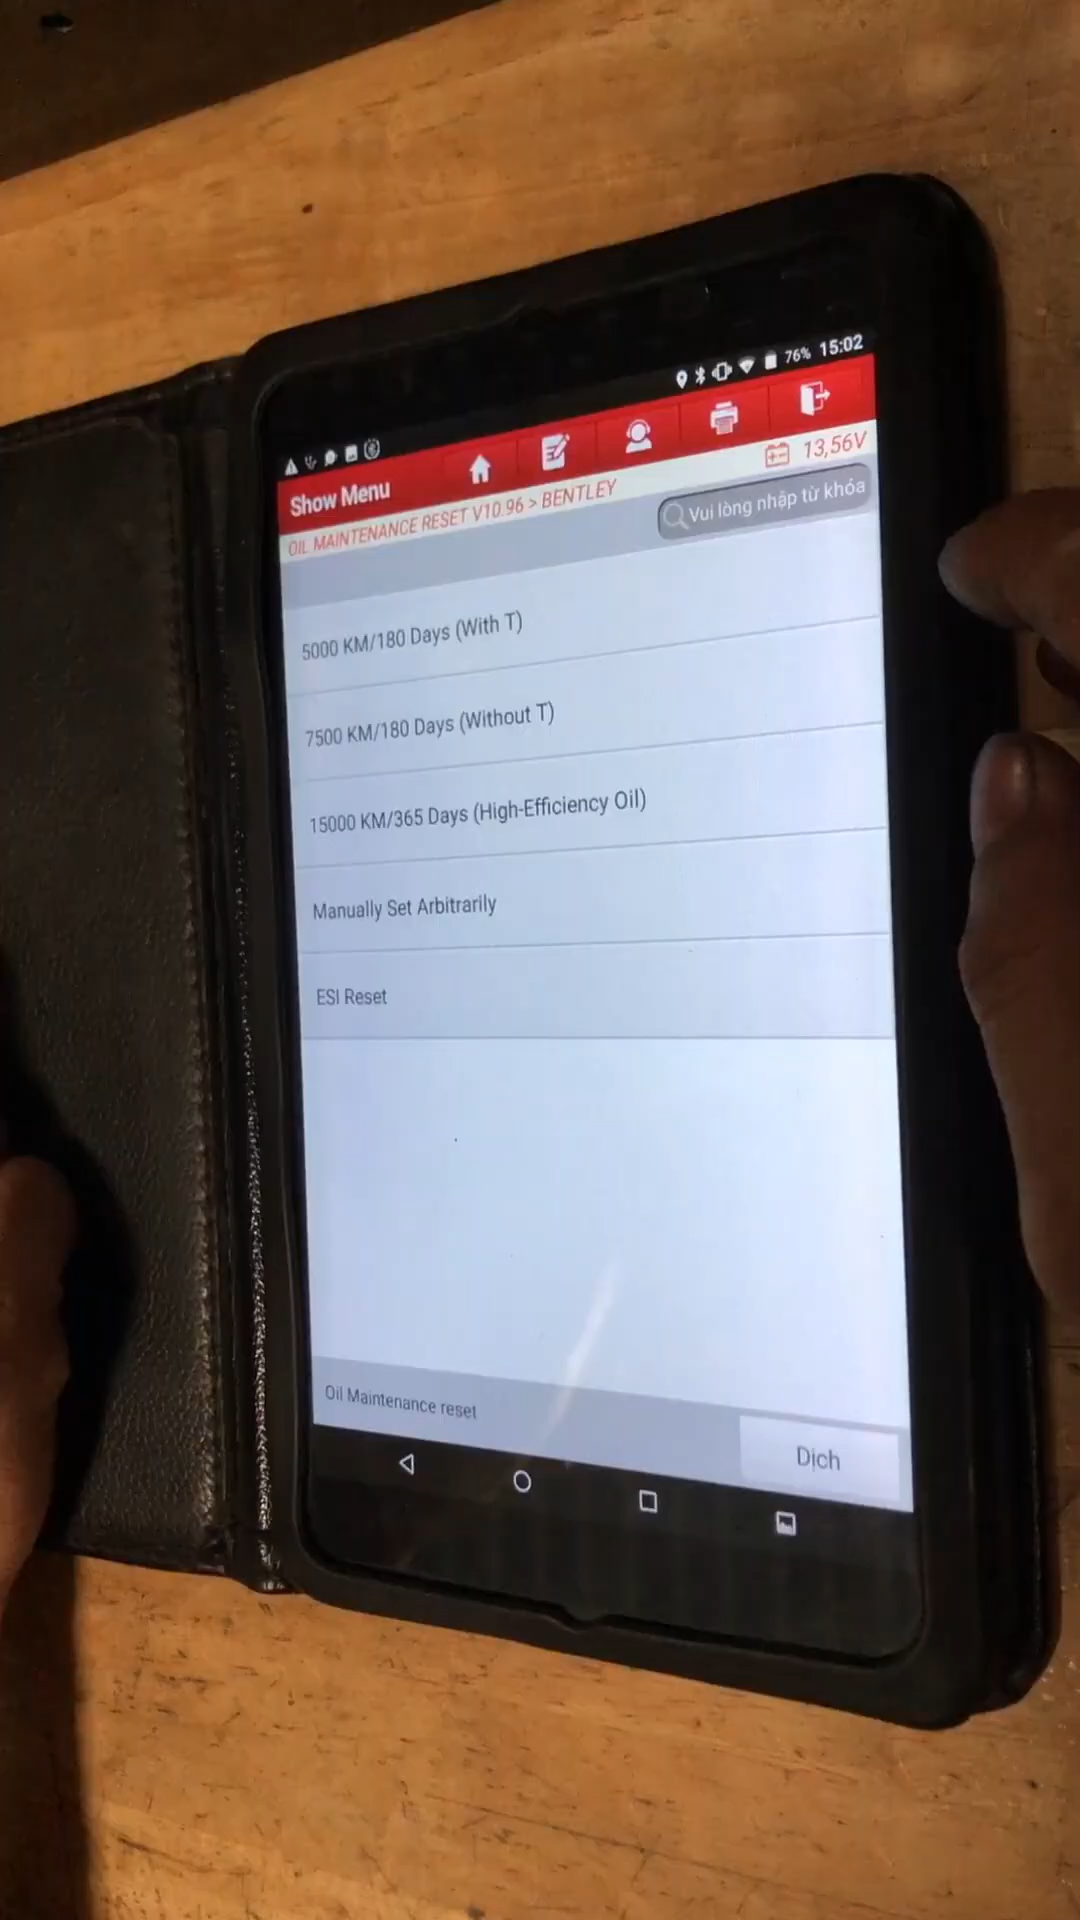 76% 15:02
Show Menu
13,56V
OIL MAINTENANCE RESET V10.96 > BENTLEY
Vui lòng nhập từ khóa
5000 KM/180 Days (With T)
7500 KM/180 Days (Without T)
15000 KM/365 Days (High-Efficiency Oil)
Manually Set Arbitrarily
ESI Reset
Oil Maintenance reset
Dịch